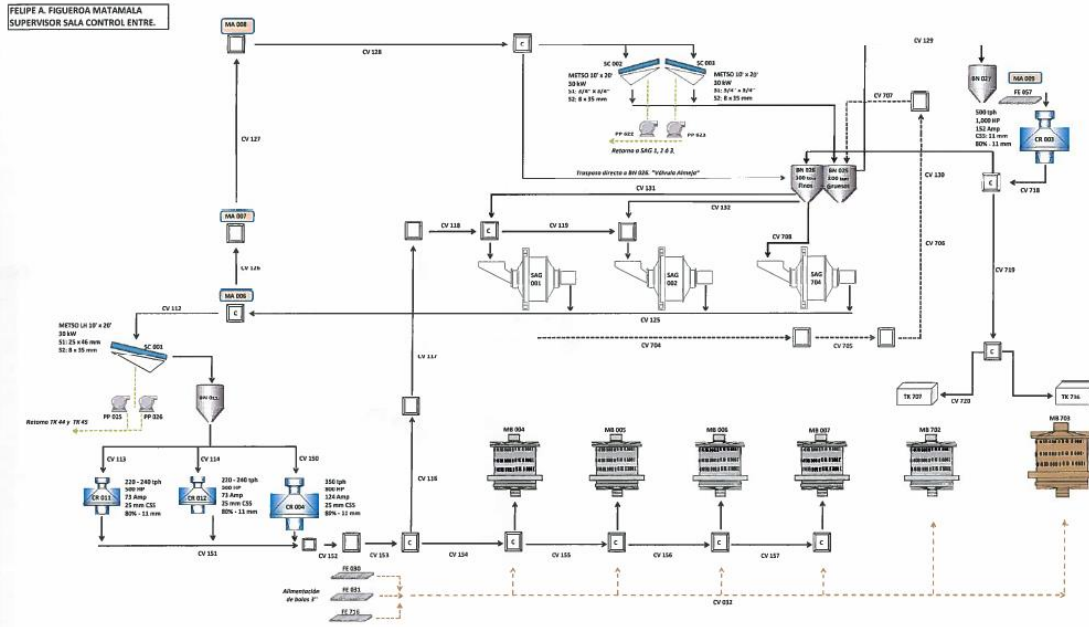 FELIPE A. FIGUEROA MATAMALA
SUPERVISOR SALA CONTROL ENTRE.
MA 008
C
CV 128
C
SC 002
SC 003
METSO 10' x 20'
30 kW
S2: 8 x 35 mm
METSO 10' x 20'
30 kW
S2: 8 x 35 mm
PP 622
PP 623
Retorno a SAG 1, 2 ó 3.
CV 129
BN 027
MA 009
FE 057
CV 707
500 tph
1,000 HP
152 Amp
CSS: 11 mm
80% - 11 mm
CR 003
CV 127
Traspaso directo a BN 026. "Válvula Almeja"
BN 026
Finos
BN 025
Gruesos
CV 130
C
CV 718
CV 131
CV 132
MA 007
CV 118
C
CV 119
CV 708
CV 706
CV 126
SAG
001
SAG
002
SAG
704
CV 719
MA 006
C
CV 112
CV 125
METSO LH 10' x 20'
30 kW
S1: 25 x 46 mm
S2: 8 x 35 mm
SC 001
CV 117
CV 704
CV 705
C
TK 707
CV 720
PP 025
PP 026
Retorno TK 44 y TK 45
MB 004
MB 005
MB 006
MB 007
MB 702
MB 703
CV 113
CV 114
CV 150
220 - 240 tph
500 HP
73 Amp
25 mm CSS
80% - 11 mm
CR 011
220 - 240 tph
500 HP
73 Amp
25 mm CSS
80% - 11 mm
CR 012
350 tph
800 HP
124 Amp
25 mm CSS
80% - 11 mm
CR 004
CV 116
CV 151
CV 152
CV 153
C
CV 154
C
CV 155
C
CV 156
C
CV 157
C
FE 030
Alimentación
de bolas 3"
FE 031
CV 032
FE 716